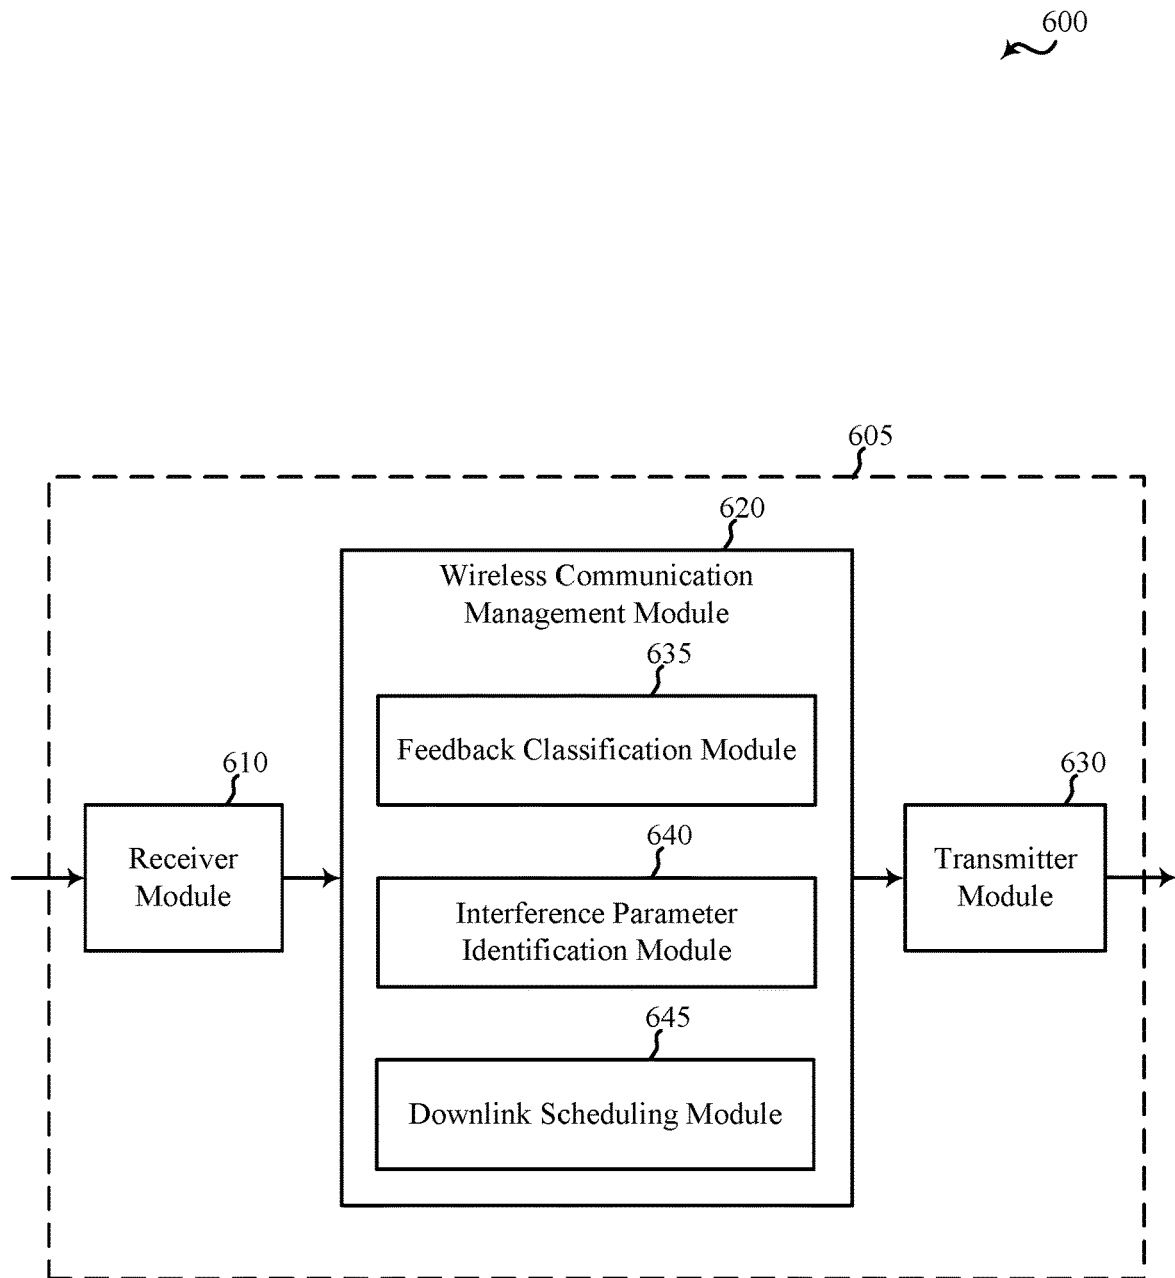 600
605
620
Wireless Communication
Management Module
635
Feedback Classification Module
610
630
Receiver
Module
640
Interference Parameter
Identification Module
Transmitter
Module
645
Downlink Scheduling Module